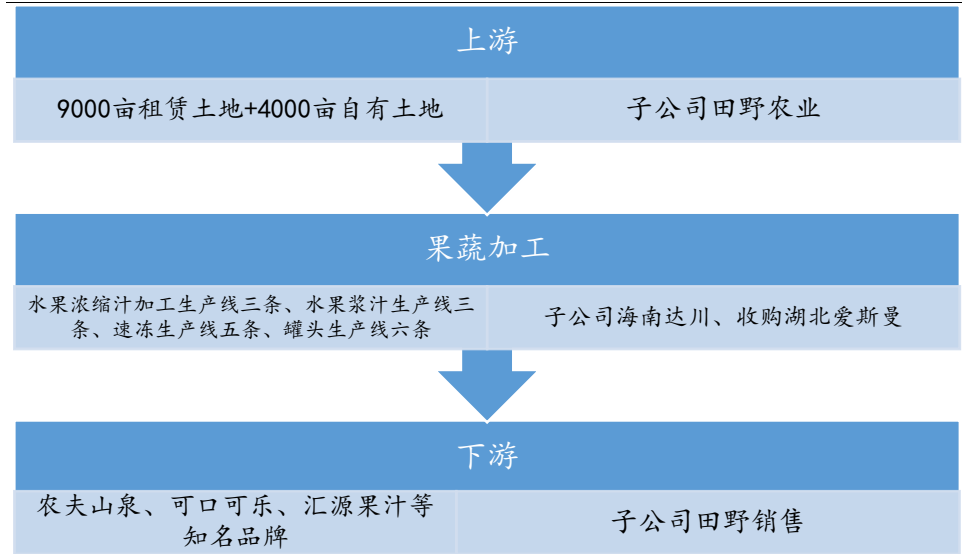 上游
9000亩租赁土地+4000亩自有土地
子公司田野农业
果蔬加工
水果浓缩汁加工生产线三条、水果浆汁生产线三
条、速冻生产线五条、罐头生产线六条
子公司海南达川、收购湖北爱斯曼
下游
农夫山泉、可口可乐、汇源果汁等
知名品牌
子公司田野销售